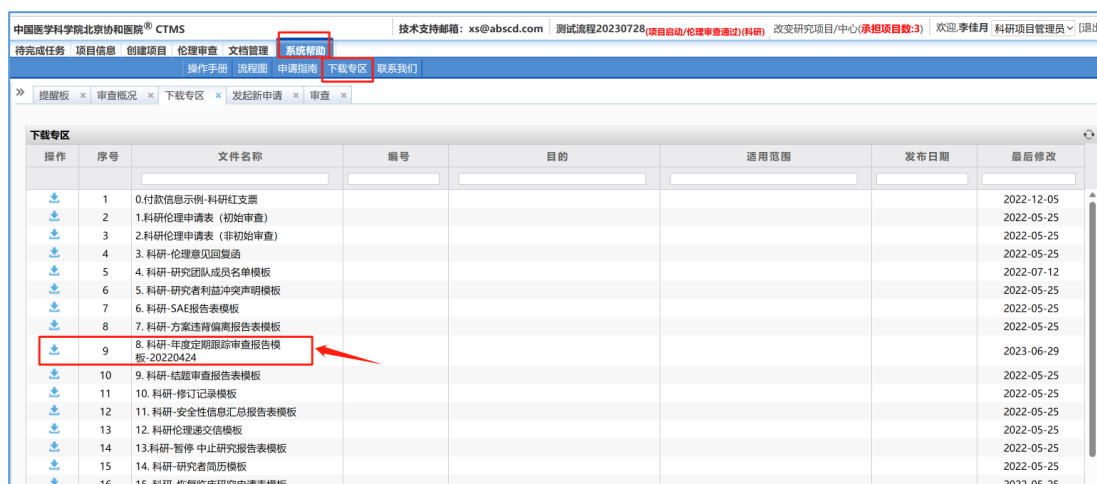 中国医学科学院北京协和医院® CTMS 技术支持邮箱：xs@abscd.com 测试流程20230728(项目启动/伦理审查通过)(科研) 改变研究项目/中心(承担项目数:3) 欢迎,李佳月 科研项目管理员 [退出
待完成任务 项目信息 创建项目 伦理审查 文档管理 系统帮助
操作手册 流程图 申请指南 下载专区 联系我们
提醒板 × 审查概况 × 下载专区 × 发起新申请 × 审查 ×
下载专区
操作 序号 文件名称 编号 目的 适用范围 发布日期 最后修改
1 0.付款信息示例-科研红支票 2022-12-05
2 1.科研伦理申请表（初始审查） 2022-05-25
3 2.科研伦理申请表（非初始审查） 2022-05-25
4 3. 科研-伦理意见回复函 2022-05-25
5 4. 科研-研究团队成员名单模板 2022-07-12
6 5. 科研-研究者利益冲突声明模板 2022-05-25
7 6. 科研-SAE报告表模板 2022-05-25
8 7. 科研-方案违背偏离报告表模板 2022-05-25
9 8. 科研-年度定期跟踪审查报告模 2023-06-29
板-20220424
10 9. 科研-结题审查报告表模板 2022-05-25
11 10. 科研-修订记录模板 2022-05-25
12 11. 科研-安全性信息汇总报告表模板 2022-05-25
13 12. 科研伦理递交信模板 2022-05-25
14 13.科研-暂停 中止研究报告表模板 2022-05-25
15 14. 科研-研究者简历模板 2022-05-25
16 15. 科研-恢复临床研究申请表模板 2022-05-25